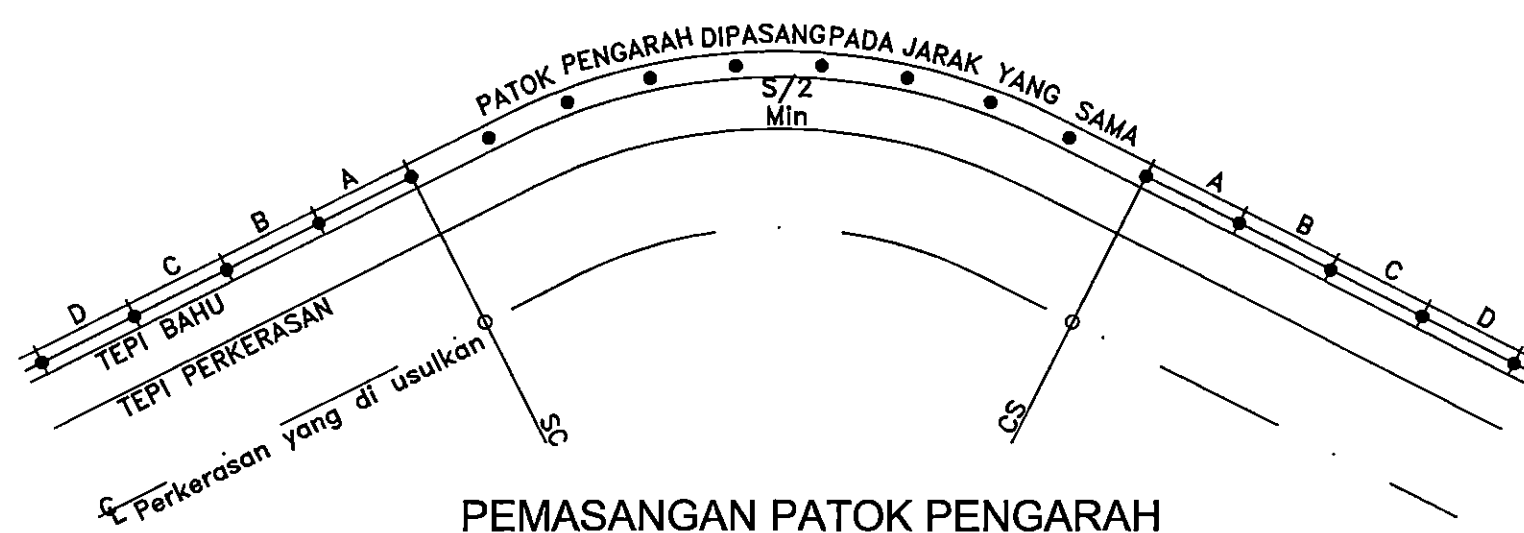 PATOK PENGARAH DIPASANG PADA JARAK YANG SAMA
S/2
Min
A
B
C
D
A
B
C
D
TEPI BAHU
TEPI PERKERASAN
CL Perkerasan yang di usulkan
SC
CS
PEMASANGAN PATOK PENGARAH